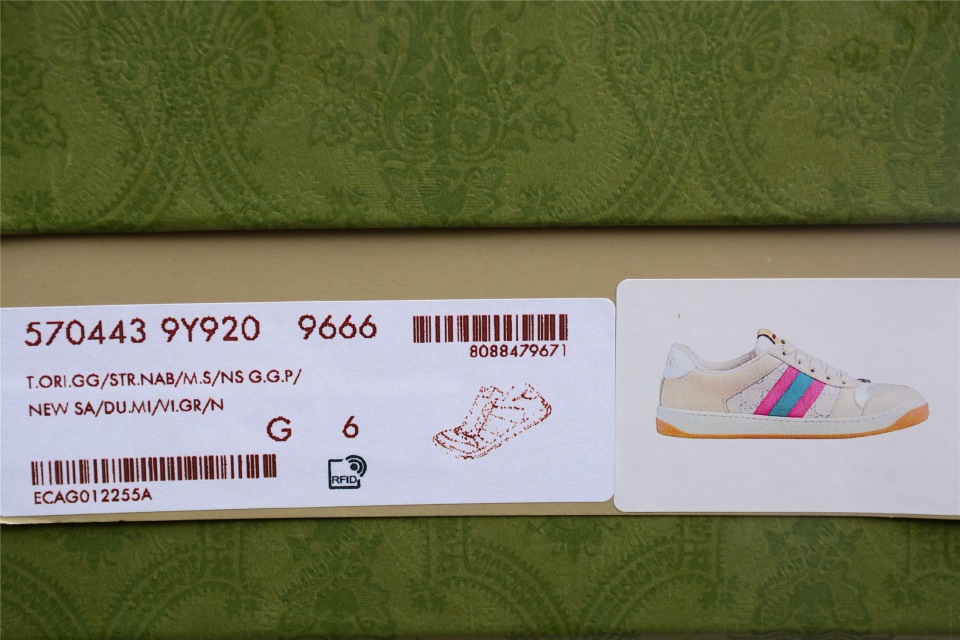 570443 9Y920 9666
8088479671
T.ORI.GG/STR.NAB/M.S/NS G.G.P/
NEW SA/DU.MI/VI.GR/N
G 6
RFID
ECAG012255A